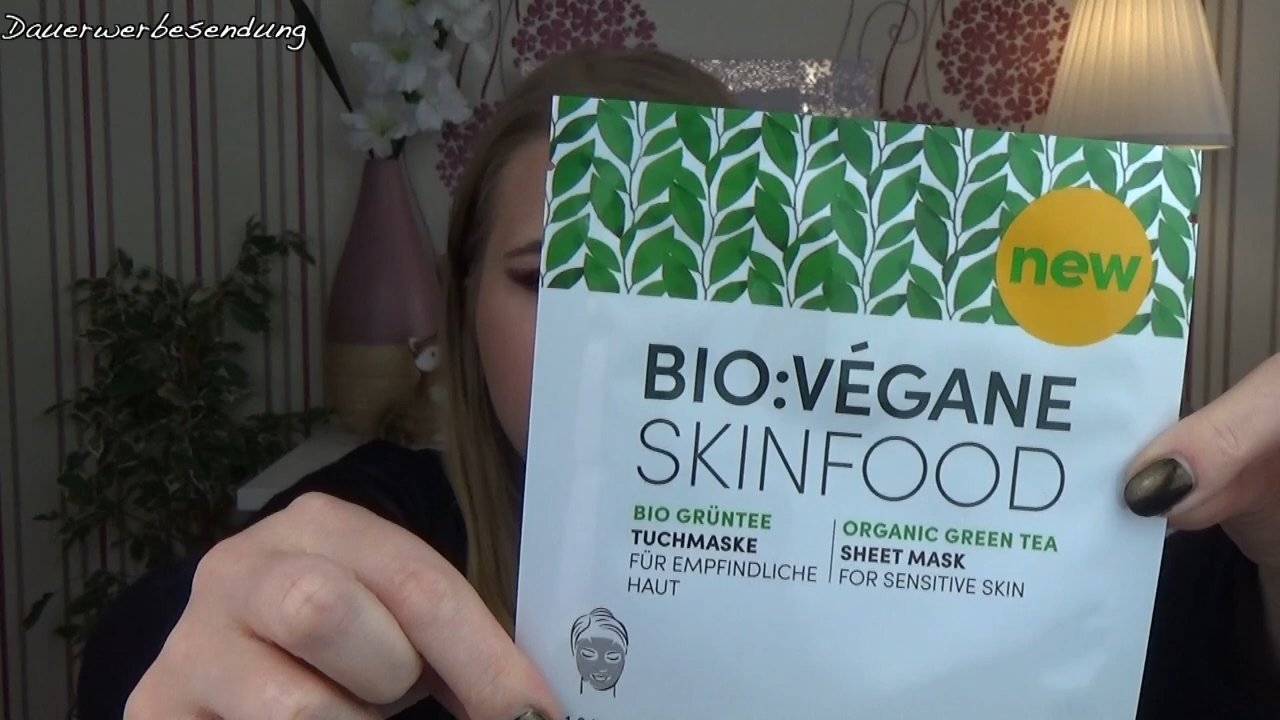 Dauerwerbesendung
new
BIO:VÉGANE
SKINFOOD
BIO GRÜNTEE
TUCHMASKE
FÜR EMPFINDLICHE
HAUT
ORGANIC GREEN TEA
SHEET MASK
FOR SENSITIVE SKIN